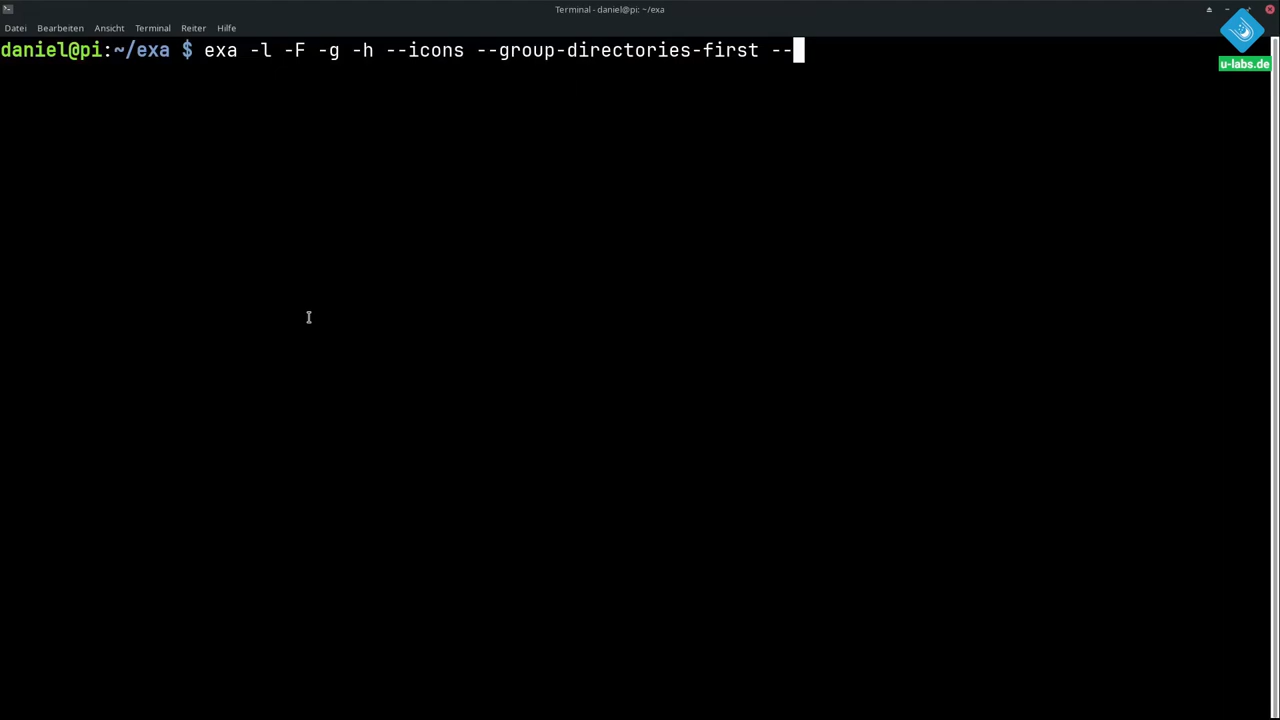 Terminal - daniel@pi: ~/exa
Datei Bearbeiten Ansicht Terminal Reiter Hilfe
daniel@pi:~/exa $ exa -l -F -g -h --icons --group-directories-first --
u-labs.de